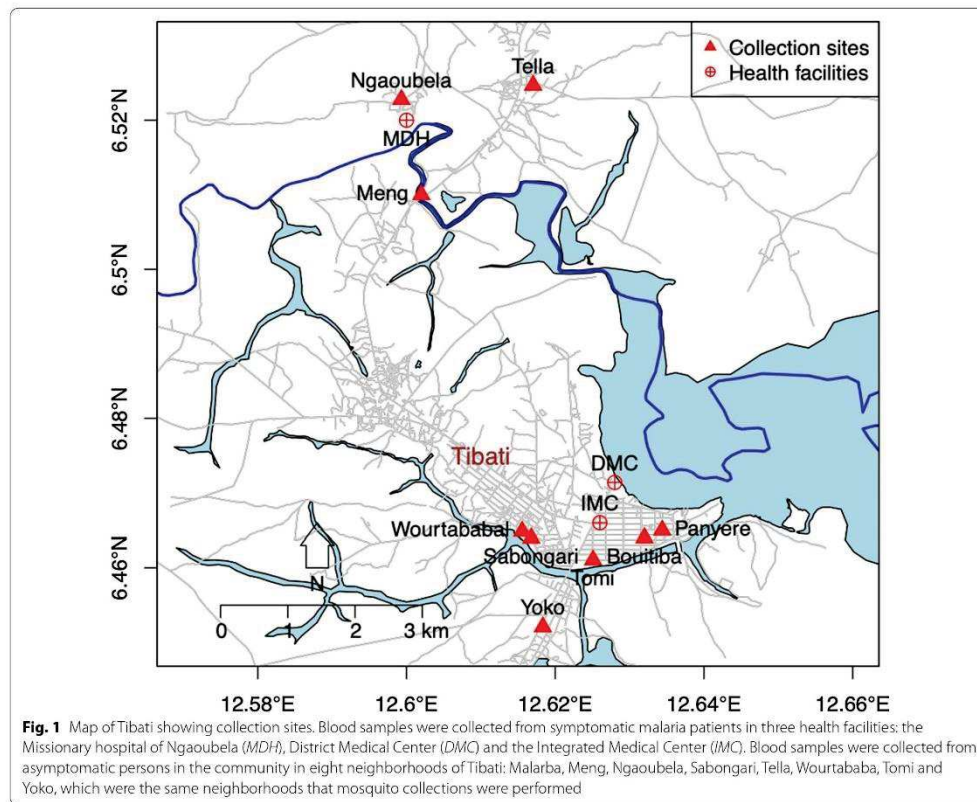 Collection sites
Health facilities
Tella
Ngaoubela
MDH
Meng
Tibati
DMC
IMC
Wourtababal
Panyere
Sabongari
Bouitiba
Tomi
Yoko
N
0 1 2 3 km
6.52°N
6.5°N
6.48°N
6.46°N
12.58°E 12.6°E 12.62°E 12.64°E 12.66°E
Fig. 1 Map of Tibati showing collection sites. Blood samples were collected from symptomatic malaria patients in three health facilities: the
Missionary hospital of Ngaoubela (MDH), District Medical Center (DMC) and the Integrated Medical Center (IMC). Blood samples were collected from
asymptomatic persons in the community in eight neighborhoods of Tibati: Malarba, Meng, Ngaoubela, Sabongari, Tella, Wourtababa, Tomi and
Yoko, which were the same neighborhoods that mosquito collections were performed